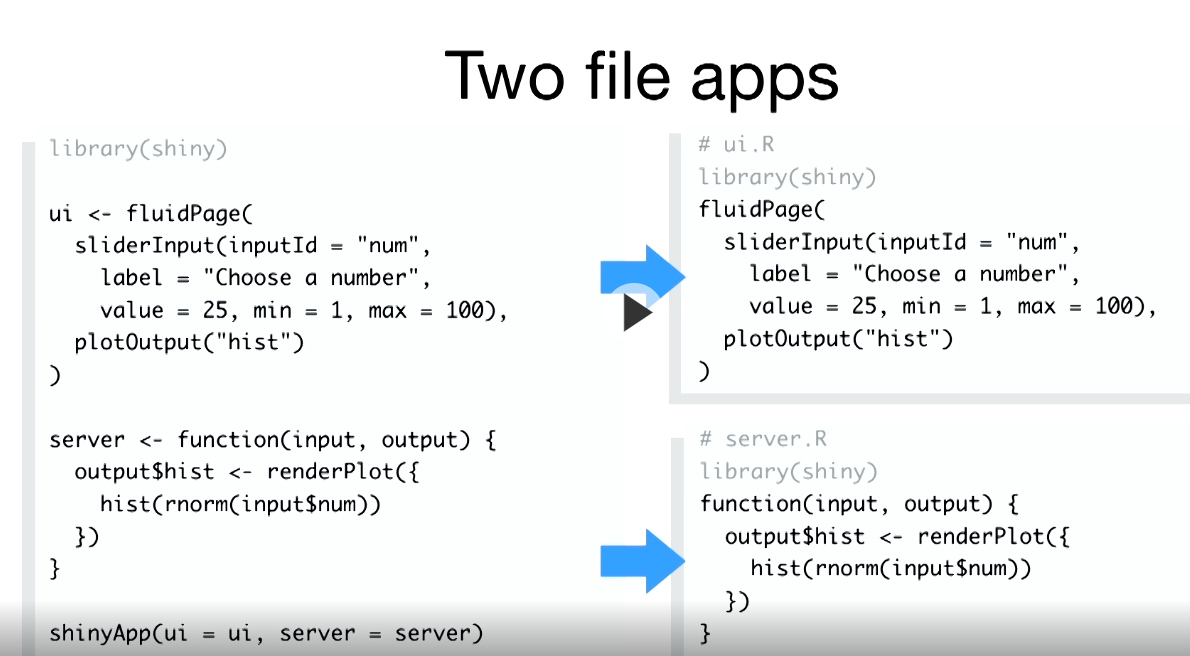 Two file apps
library(shiny)
ui <- fluidPage(
  sliderInput(inputId = "num",
    label = "Choose a number",
    value = 25, min = 1, max = 100),
  plotOutput("hist")
)
server <- function(input, output) {
  output$hist <- renderPlot({
    hist(rnorm(input$num))
  })
}
shinyApp(ui = ui, server = server)
# ui.R
library(shiny)
fluidPage(
  sliderInput(inputId = "num",
    label = "Choose a number",
    value = 25, min = 1, max = 100),
  plotOutput("hist")
)
# server.R
library(shiny)
function(input, output) {
  output$hist <- renderPlot({
    hist(rnorm(input$num))
  })
}